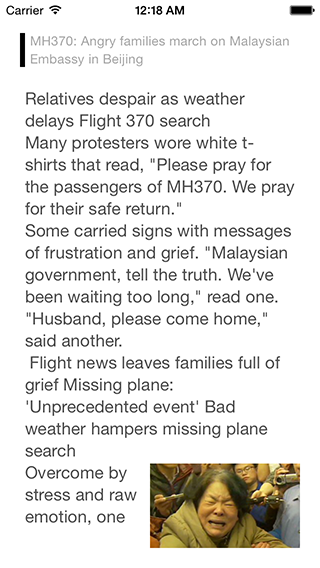 Carrier 12:18 AM
MH370: Angry families march on Malaysian
Embassy in Beijing
Relatives despair as weather
delays Flight 370 search
Many protesters wore white t-
shirts that read, "Please pray for
the passengers of MH370. We pray
for their safe return."
Some carried signs with messages
of frustration and grief. "Malaysian
government, tell the truth. We've
been waiting too long," read one.
"Husband, please come home,"
said another.
Flight news leaves families full of
grief Missing plane:
'Unprecedented event' Bad
weather hampers missing plane
search
Overcome by
stress and raw
emotion, one